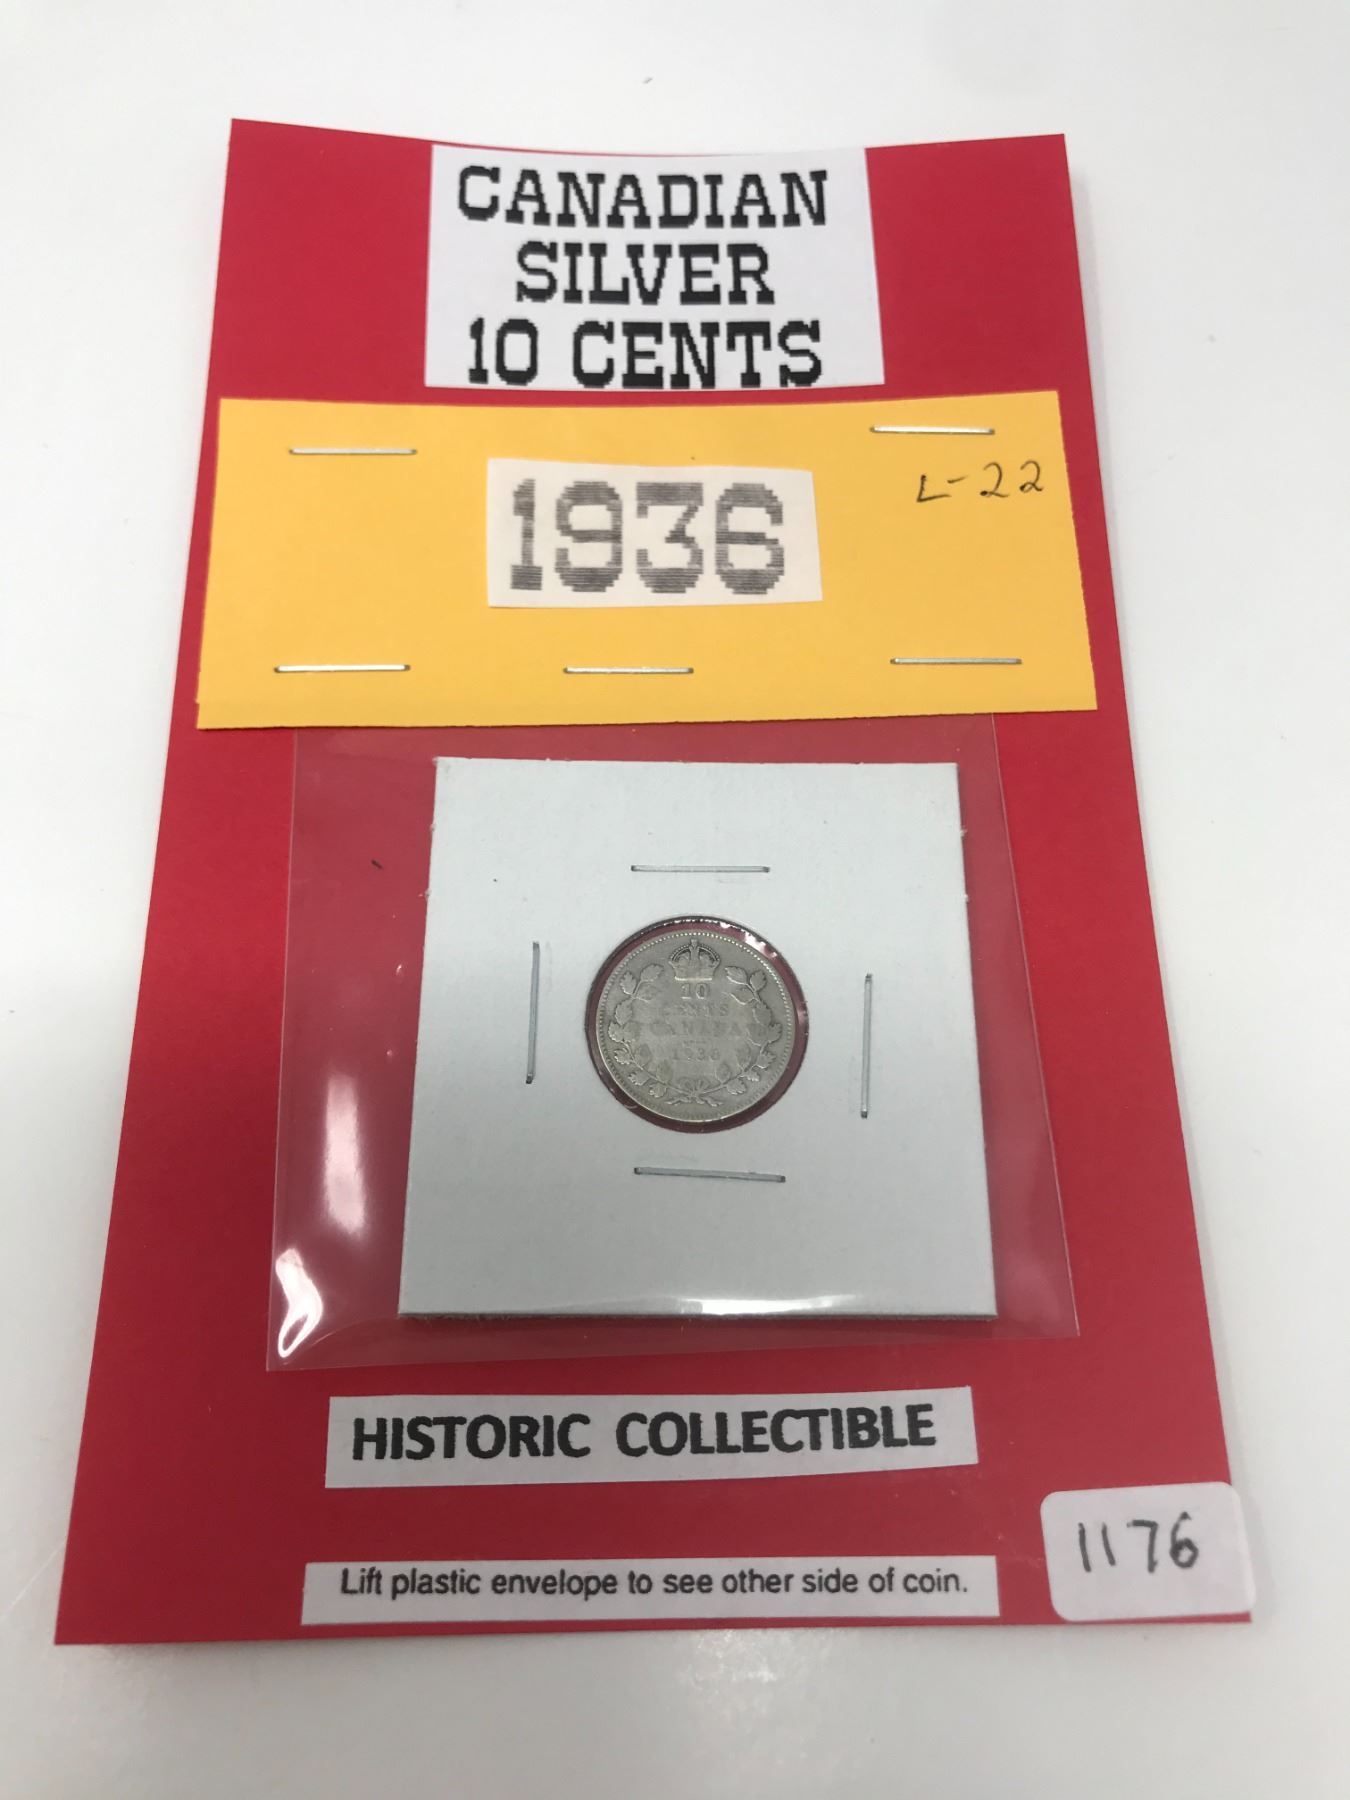 CANADIAN
SILVER
10 CENTS
1936
L-22
10
CENTS
CANADA
1936
HISTORIC COLLECTIBLE
Lift plastic envelope to see other side of coin.
1176